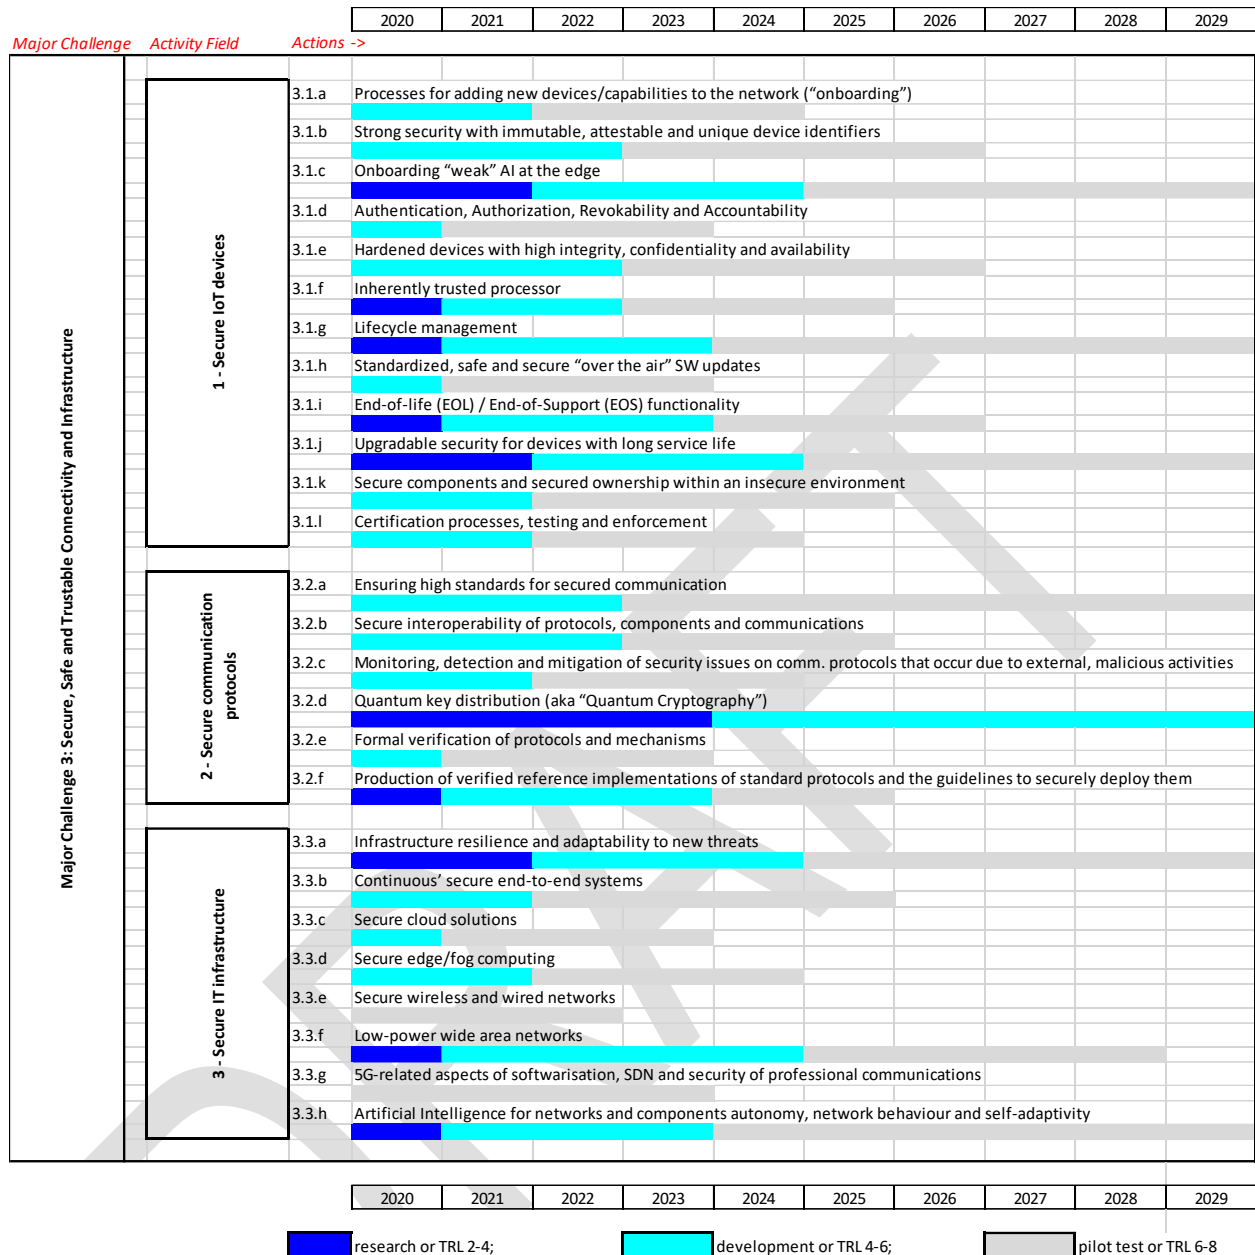 2020 2021 2022 2023 2024 2025 2026 2027 2028 2029
Major Challenge Activity Field Actions ->
Major Challenge 3: Secure, Safe and Trustable Connectivity and Infrastructure
1 - Secure IoT devices
3.1.a Processes for adding new devices/capabilities to the network (“onboarding”)
3.1.b Strong security with immutable, attestable and unique device identifiers
3.1.c Onboarding “weak” AI at the edge
3.1.d Authentication, Authorization, Revokability and Accountability
3.1.e Hardened devices with high integrity, confidentiality and availability
3.1.f Inherently trusted processor
3.1.g Lifecycle management
3.1.h Standardized, safe and secure “over the air” SW updates
3.1.i End-of-life (EOL) / End-of-Support (EOS) functionality
3.1.j Upgradable security for devices with long service life
3.1.k Secure components and secured ownership within an insecure environment
3.1.l Certification processes, testing and enforcement
2 - Secure communication
protocols
3.2.a Ensuring high standards for secured communication
3.2.b Secure interoperability of protocols, components and communications
3.2.c Monitoring, detection and mitigation of security issues on comm. protocols that occur due to external, malicious activities
3.2.d Quantum key distribution (aka “Quantum Cryptography”)
3.2.e Formal verification of protocols and mechanisms
3.2.f Production of verified reference implementations of standard protocols and the guidelines to securely deploy them
3 - Secure IT infrastructure
3.3.a Infrastructure resilience and adaptability to new threats
3.3.b Continuous’ secure end-to-end systems
3.3.c Secure cloud solutions
3.3.d Secure edge/fog computing
3.3.e Secure wireless and wired networks
3.3.f Low-power wide area networks
3.3.g 5G-related aspects of softwarisation, SDN and security of professional communications
3.3.h Artificial Intelligence for networks and components autonomy, network behaviour and self-adaptivity
DRAFT
2020 2021 2022 2023 2024 2025 2026 2027 2028 2029
research or TRL 2-4; development or TRL 4-6; pilot test or TRL 6-8